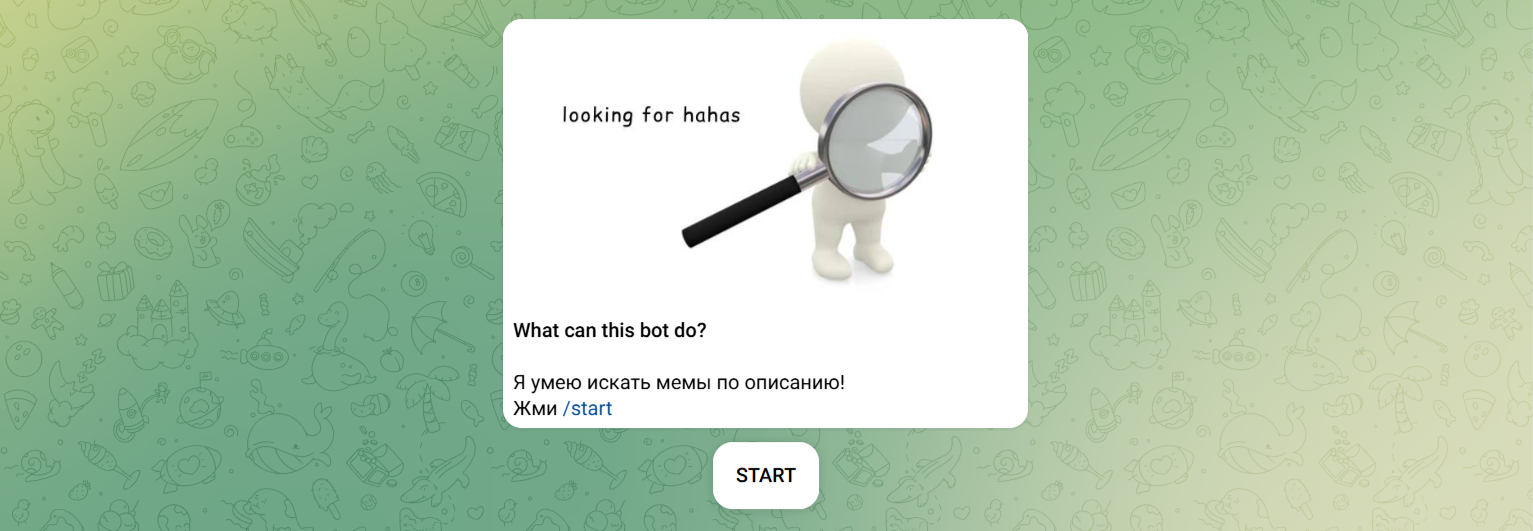 looking for hahas
What can this bot do?
Я умею искать мемы по описанию!
Жми /start
START